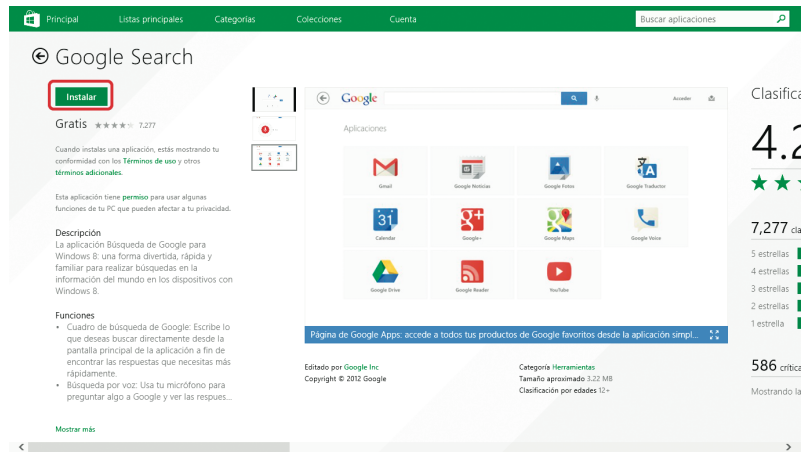 Principal Listas principales Categorías Colecciones Cuenta Buscar aplicaciones
Google Search
Instalar
Gratis 7.277
Cuando instalas una aplicación, estás mostrando tu
conformidad con los Términos de uso y otros
términos adicionales.
Esta aplicación tiene permiso para usar algunas
funciones de tu PC que pueden afectar a tu privacidad.
Descripción
La aplicación Búsqueda de Google para
Windows 8: una forma divertida, rápida y
familiar para realizar búsquedas en la
información del mundo en los dispositivos con
Windows 8.
Funciones
• Cuadro de búsqueda de Google: Escribe lo
que deseas buscar directamente desde la
pantalla principal de la aplicación a fin de
encontrar las respuestas que necesitas más
rápidamente.
• Búsqueda por voz: Usa tu micrófono para
preguntar algo a Google y ver las respues...
Mostrar más
Google Acceder
Aplicaciones
Gmail Google Noticias Google Fotos Google Traductor
31 g+ A
Calendar Google+ Google Maps Google Voice
Google Drive Google Reader YouTube
Página de Google Apps: accede a todos tus productos de Google favoritos desde la aplicación simpl...
Editado por Google Inc
Copyright © 2012 Google
Categoría Herramientas
Tamaño aproximado 3,22 MB
Clasificación por edades 12+
Clasifica
4.2
7,277 cla
5 estrellas
4 estrellas
3 estrellas
2 estrellas
1 estrella
586 crítica
Mostrando la